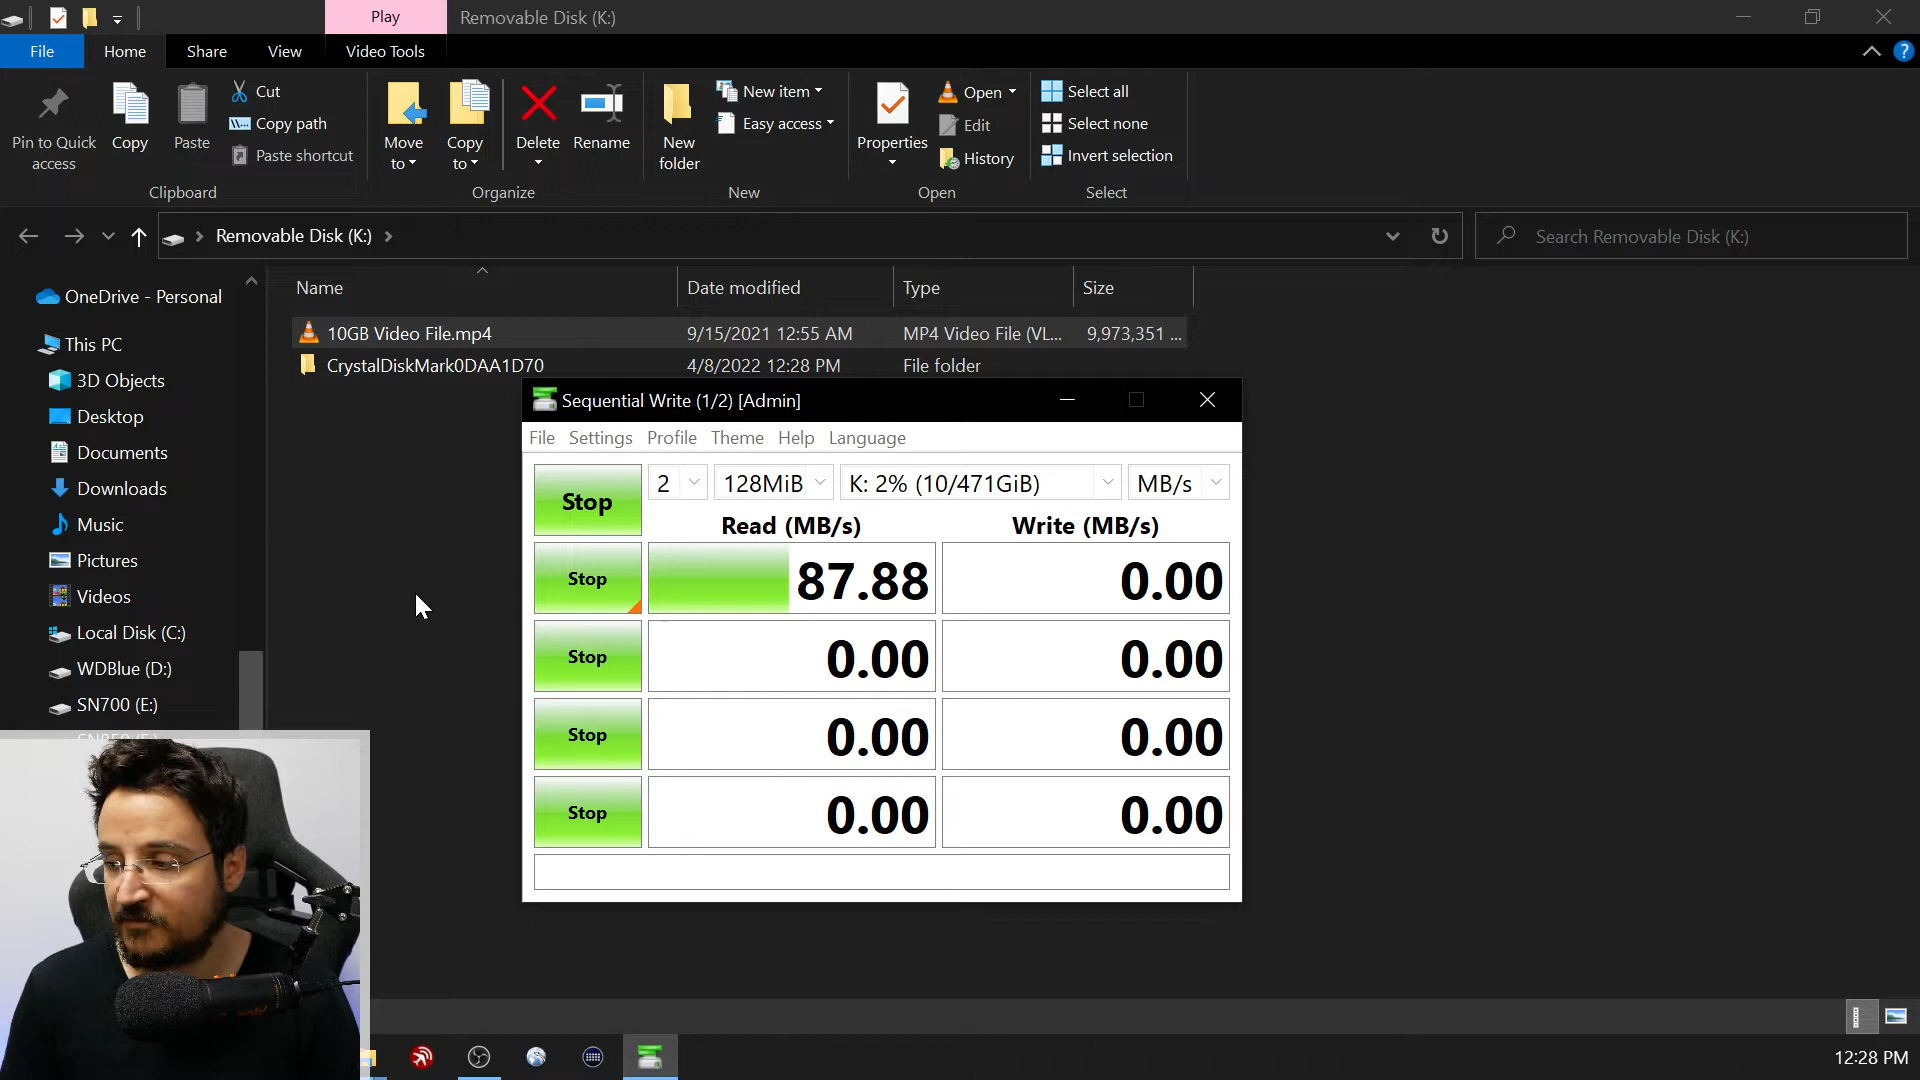 Play
Removable Disk (K:)
File
Home
Share
View
Video Tools
Pin to Quick
access
Copy
Paste
Cut
Copy path
Paste shortcut
Clipboard
Move
to
Copy
to
Delete
Rename
Organize
New
folder
New item
Easy access
New
Properties
Open
Edit
History
Open
Select all
Select none
Invert selection
Select
Removable Disk (K:)
Search Removable Disk (K:)
Name
Date modified
Type
Size
10GB Video File.mp4
9/15/2021 12:55 AM
MP4 Video File (VL...
9,973,351 ...
CrystalDiskMark0DAA1D70
4/8/2022 12:28 PM
File folder
OneDrive - Personal
This PC
3D Objects
Desktop
Documents
Downloads
Music
Pictures
Videos
Local Disk (C:)
WDBlue (D:)
SN700 (E:)
Sequential Write (1/2) [Admin]
File
Settings
Profile
Theme
Help
Language
Stop
2
128MiB
K: 2% (10/471GiB)
MB/s
Read (MB/s)
Write (MB/s)
Stop
87.88
0.00
Stop
0.00
0.00
Stop
0.00
0.00
Stop
0.00
0.00
12:28 PM